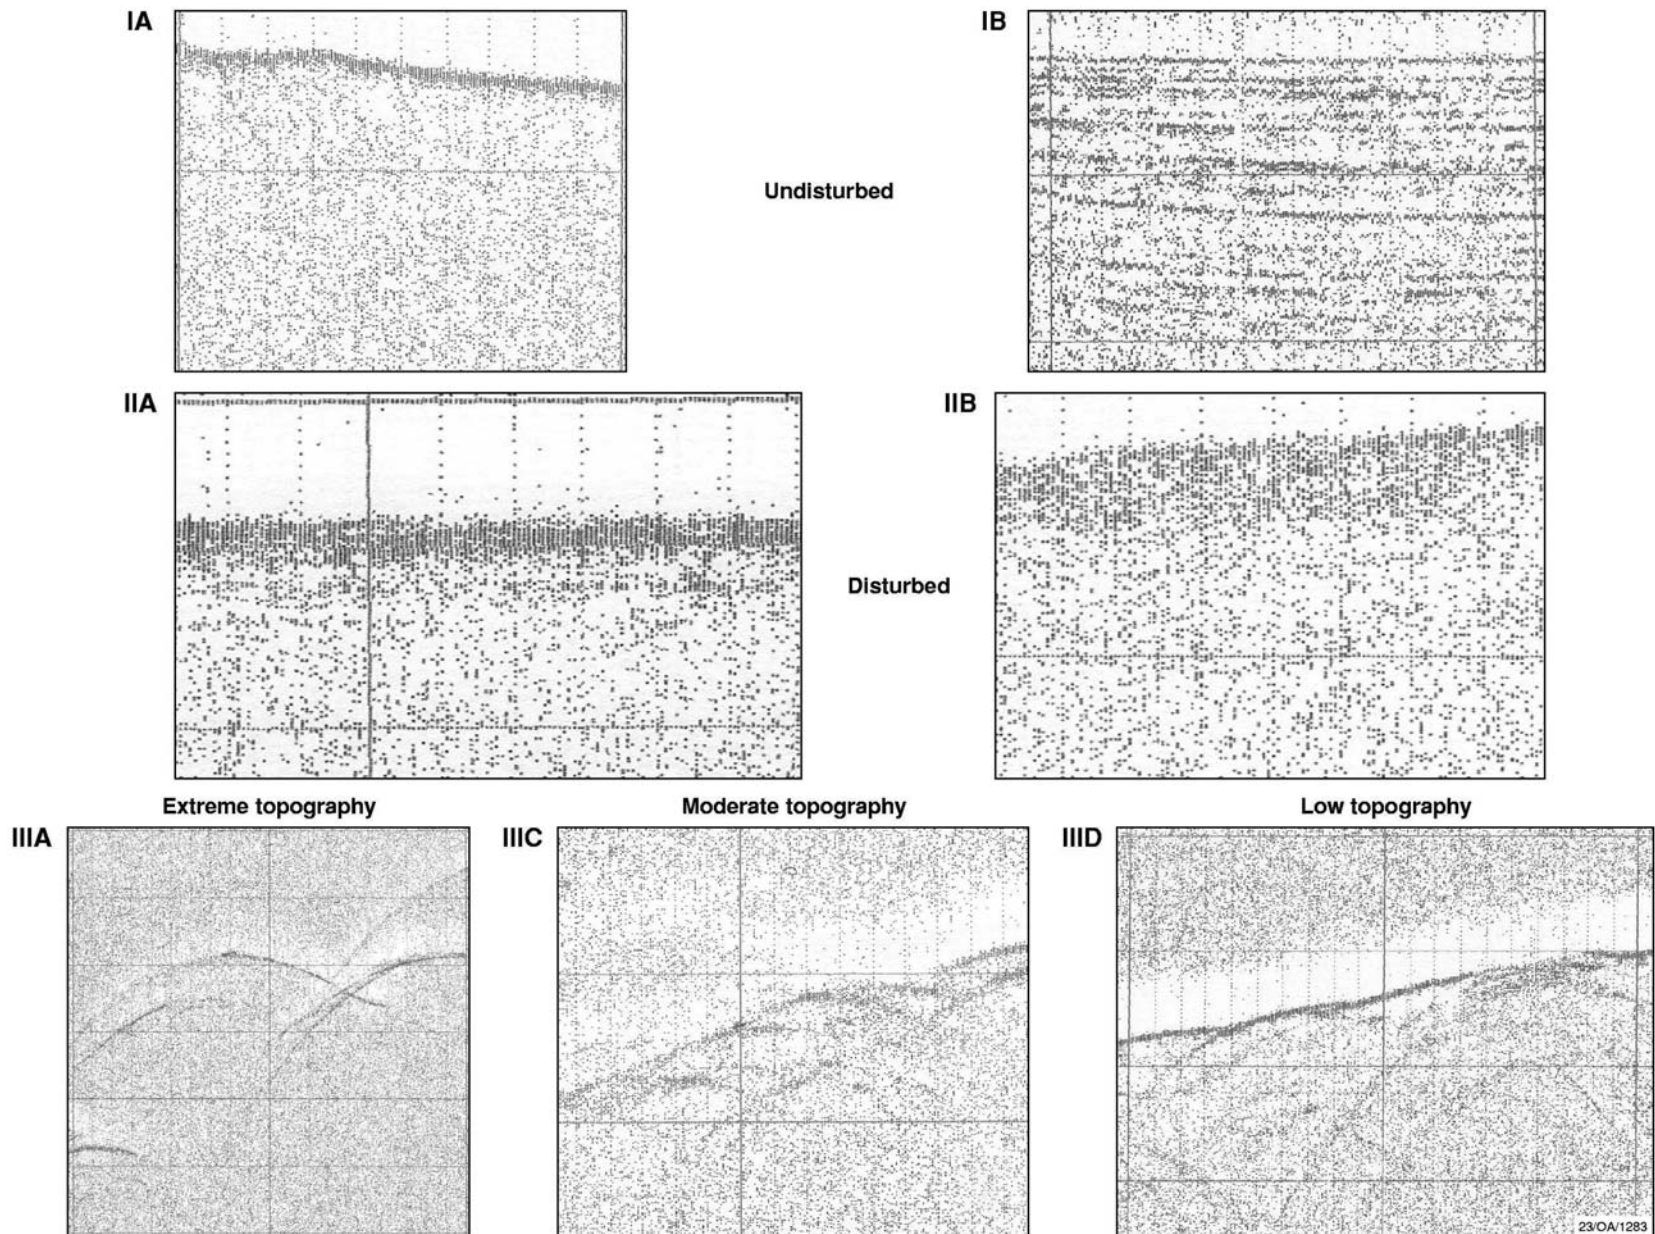 IA
IB
Undisturbed
IIA
IIB
Disturbed
Extreme topography
Moderate topography
Low topography
IIIA
IIIC
IIID
23/OA/1283